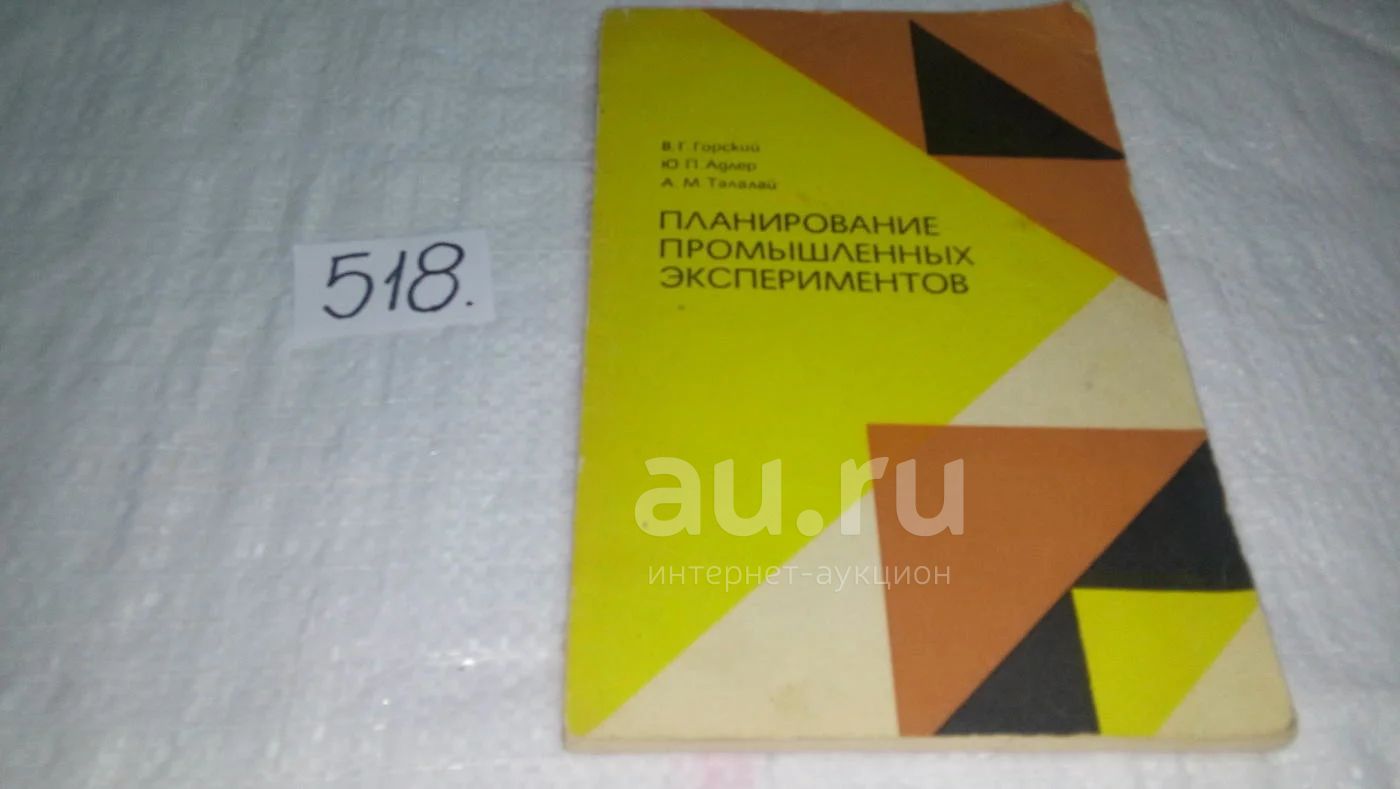 518.
В. Г. Горский
Ю. П. Адлер
А. М. Талалай
ПЛАНИРОВАНИЕ
ПРОМЫШЛЕННЫХ
ЭКСПЕРИМЕНТОВ
au.ru
интернет-аукцион